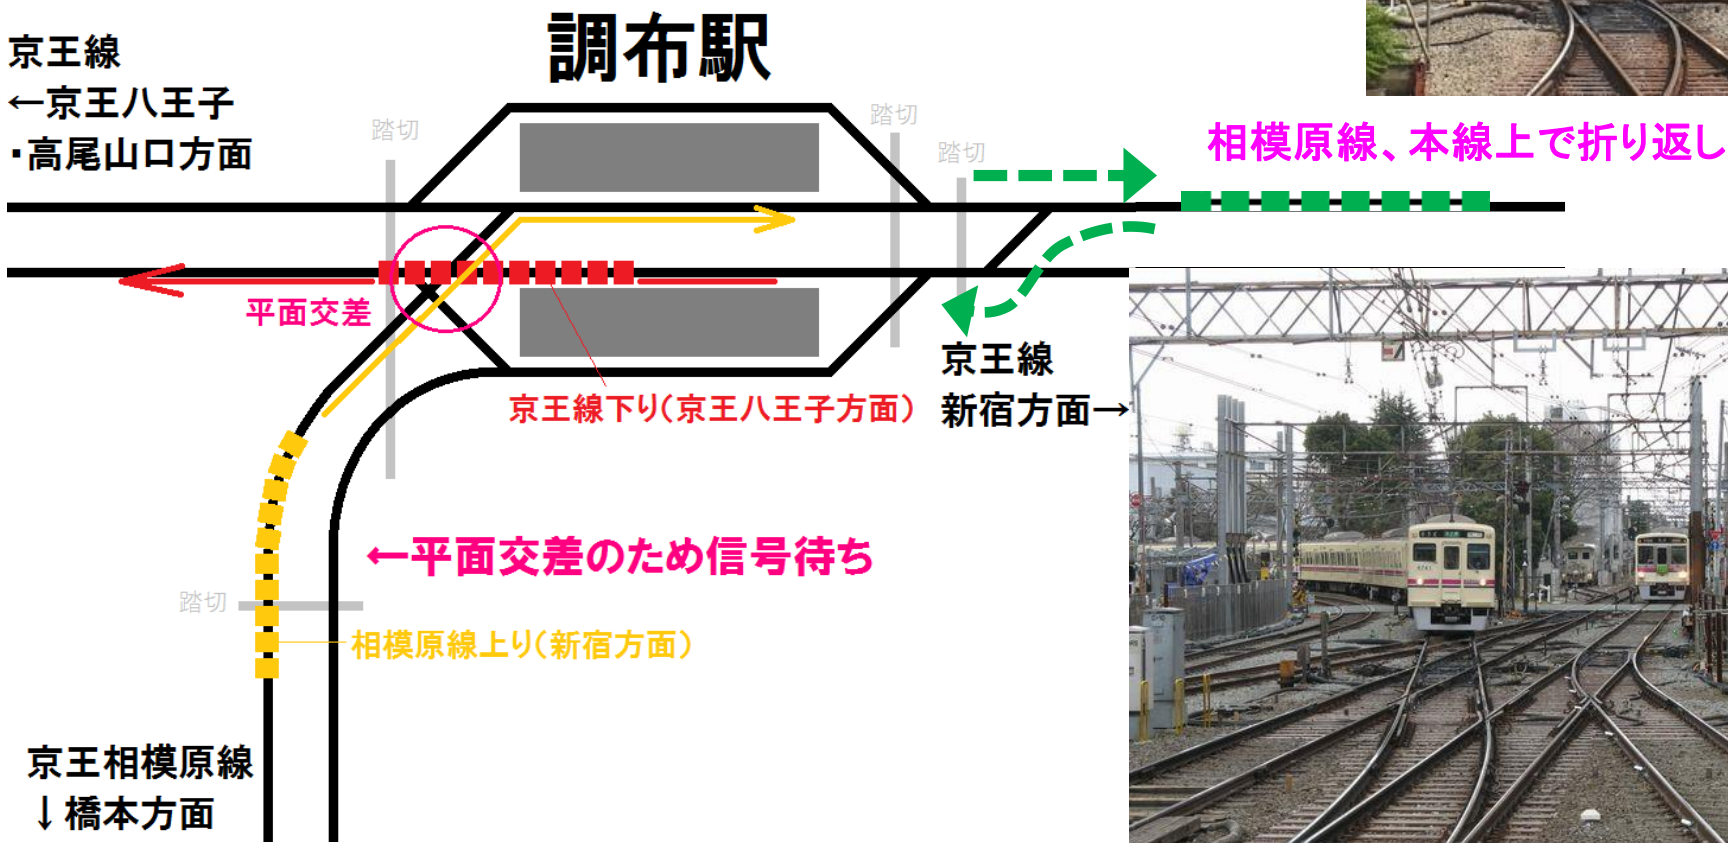 調布駅
京王線
←京王八王子
・高尾山口方面
踏切
踏切
踏切
相模原線、本線上で折り返し
平面交差
京王線下り(京王八王子方面)
京王線
新宿方面→
←平面交差のため信号待ち
踏切
相模原線上り(新宿方面)
京王相模原線
↓橋本方面